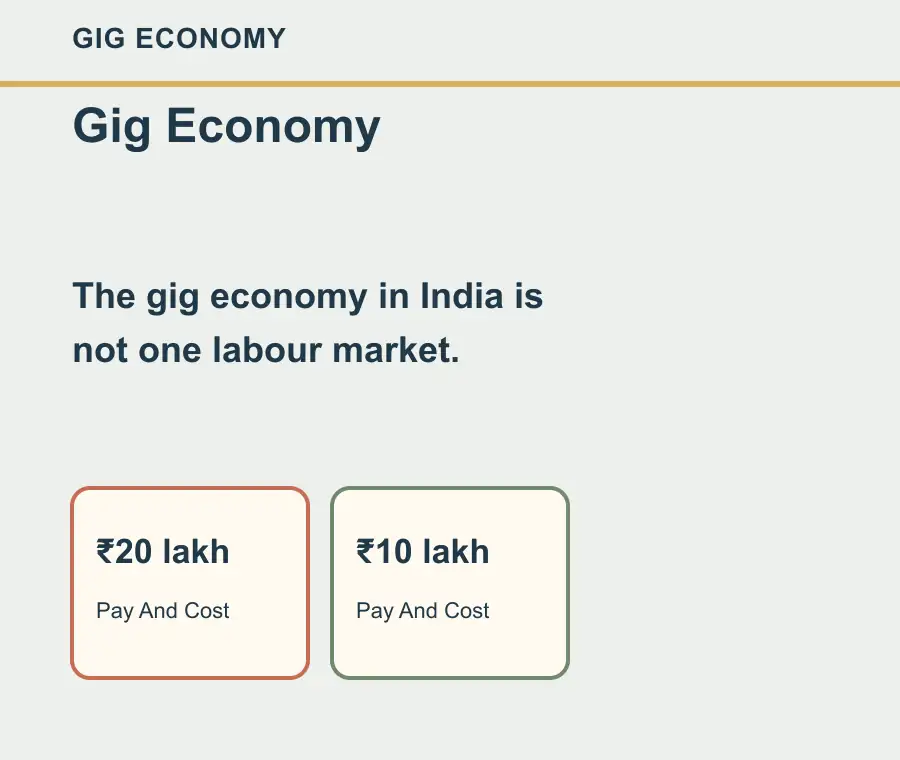 GIG ECONOMY
Gig Economy
The gig economy in India is
not one labour market.
₹20 lakh
Pay And Cost
₹10 lakh
Pay And Cost